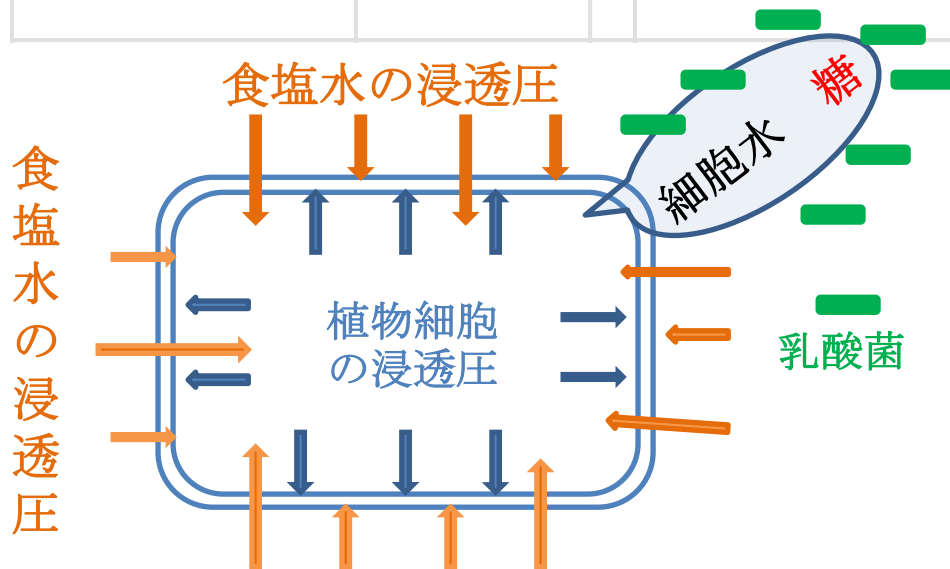 食塩水の浸透圧
食塩水の浸透圧
糖
細胞水
植物細胞
の浸透圧
乳酸菌